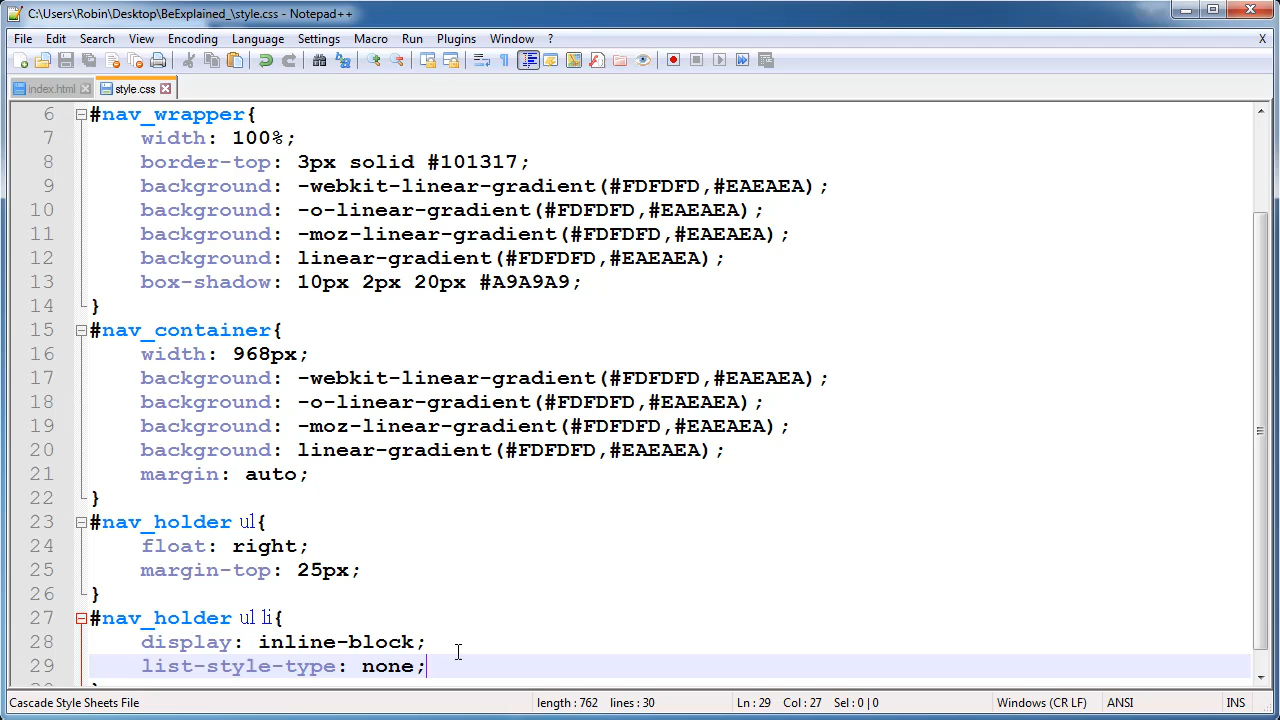 C:\Users\Robin\Desktop\BeExplained_\style.css - Notepad++
File Edit Search View Encoding Language Settings Macro Run Plugins Window ? X
index.html style.css
6 #nav_wrapper{
7 width: 100%;
8 border-top: 3px solid #101317;
9 background: -webkit-linear-gradient(#FDFDFD,#EAEAEA);
10 background: -o-linear-gradient(#FDFDFD,#EAEAEA);
11 background: -moz-linear-gradient(#FDFDFD,#EAEAEA);
12 background: linear-gradient(#FDFDFD,#EAEAEA);
13 box-shadow: 10px 2px 20px #A9A9A9;
14 }
15 #nav_container{
16 width: 968px;
17 background: -webkit-linear-gradient(#FDFDFD,#EAEAEA);
18 background: -o-linear-gradient(#FDFDFD,#EAEAEA);
19 background: -moz-linear-gradient(#FDFDFD,#EAEAEA);
20 background: linear-gradient(#FDFDFD,#EAEAEA);
21 margin: auto;
22 }
23 #nav_holder ul{
24 float: right;
25 margin-top: 25px;
26 }
27 #nav_holder ul li{
28 display: inline-block;
29 list-style-type: none;
Cascade Style Sheets File length : 762 lines : 30 Ln : 29 Col : 27 Sel : 0 | 0 Windows (CR LF) ANSI INS